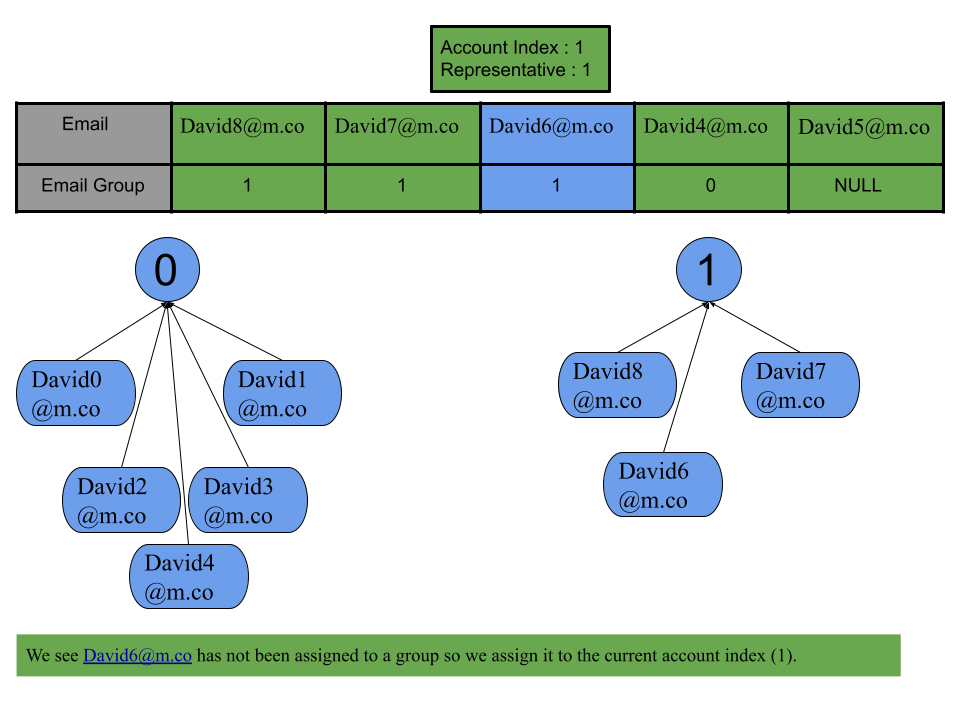 Account Index : 1
Representative : 1
Email David8@m.co David7@m.co David6@m.co David4@m.co David5@m.co
Email Group 1 1 1 0 NULL
0 1
David0
@m.co
David1
@m.co
David8
@m.co
David7
@m.co
David2
@m.co
David3
@m.co
David6
@m.co
David4
@m.co
We see David6@m.co has not been assigned to a group so we assign it to the current account index (1).